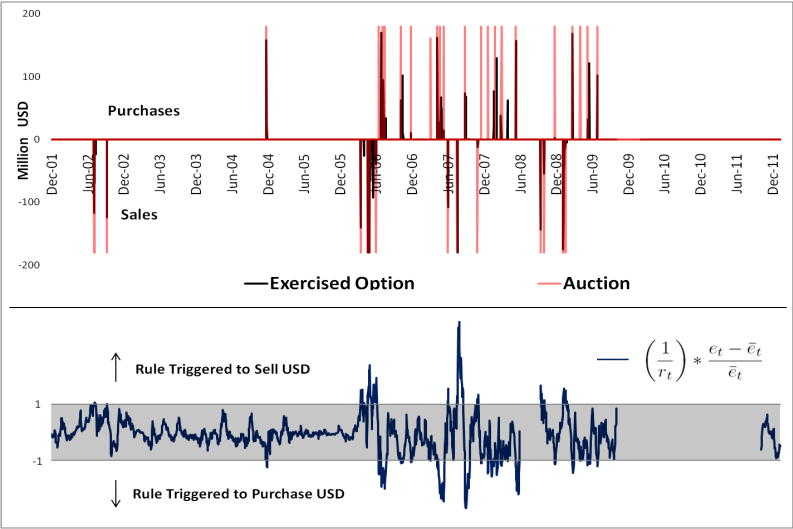 200
100
Purchases
0
Million USD
Dec-01
Jun-02
Dec-02
Jun-03
Dec-03
Jun-04
Dec-04
Jun-05
Dec-05
Jun-06
Dec-06
Jun-07
Dec-07
Jun-08
Dec-08
Jun-09
Dec-09
Jun-10
Dec-10
Jun-11
Dec-11
-100
Sales
-200
Exercised Option
Auction
Rule Triggered to Sell USD
(1/r_t) * (e_t − ē_t)/ē_t
1
-1
Rule Triggered to Purchase USD